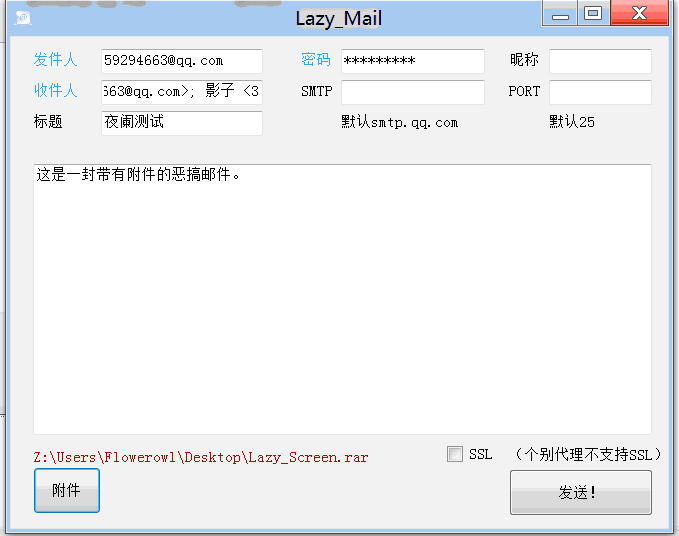 Lazy_Mail
发件人 59294663@qq.com 密码 ********* 昵称
收件人 663@qq.com>; 影子 <3 SMTP PORT
标题 夜阑测试 默认smtp.qq.com 默认25
这是一封带有附件的恶搞邮件。
Z:\Users\Flowerowl\Desktop\Lazy_Screen.rar SSL （个别代理不支持SSL）
附件 发送!